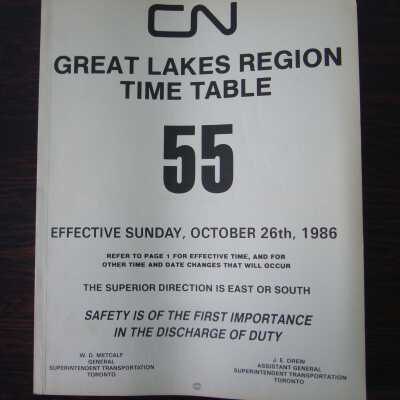 CN
GREAT LAKES REGION
TIME TABLE
55
EFFECTIVE SUNDAY, OCTOBER 26th, 1986
REFER TO PAGE 1 FOR EFFECTIVE TIME, AND FOR
OTHER TIME AND DATE CHANGES THAT WILL OCCUR
THE SUPERIOR DIRECTION IS EAST OR SOUTH
SAFETY IS OF THE FIRST IMPORTANCE
IN THE DISCHARGE OF DUTY
W. D. METCALF
GENERAL
SUPERINTENDENT TRANSPORTATION
TORONTO
J. E. DREW
ASSISTANT GENERAL
SUPERINTENDENT TRANSPORTATION
TORONTO